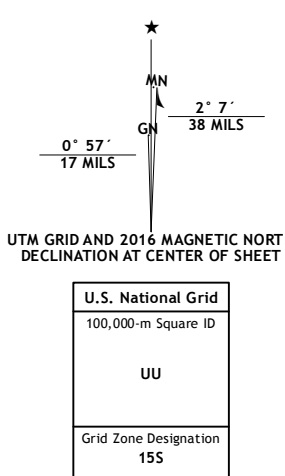 ★
MN
2° 7´
38 MILS
GN
0° 57´
17 MILS
UTM GRID AND 2016 MAGNETIC NORT
DECLINATION AT CENTER OF SHEET
U.S. National Grid
100,000-m Square ID
UU
Grid Zone Designation
15S